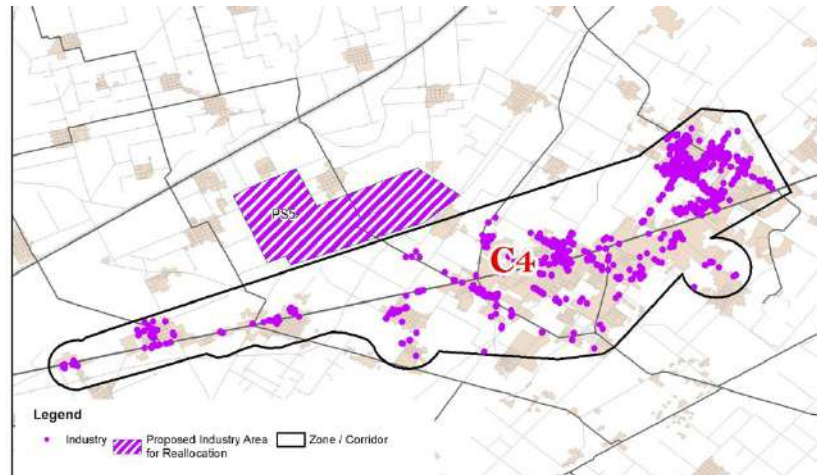 PS5
C4
Legend
Industry
Proposed Industry Area
for Reallocation
Zone / Corridor